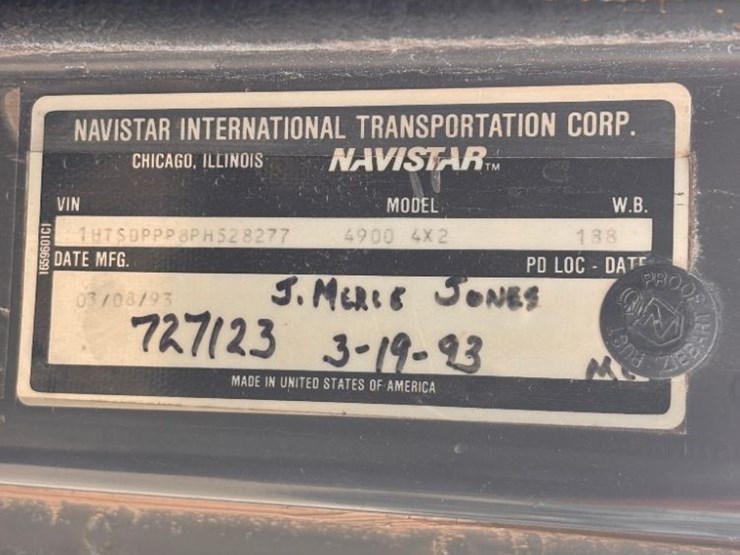 NAVISTAR INTERNATIONAL TRANSPORTATION CORP.
CHICAGO, ILLINOIS NAVISTAR™
VIN MODEL W.B.
1HTSDPPP8PH528277 4900 4X2 188
1659601C1
DATE MFG. PD LOC - DATE
03/08/93 J. MERLE JONES
727123 3-19-93
MADE IN UNITED STATES OF AMERICA
ZIEBART RUST PROOF